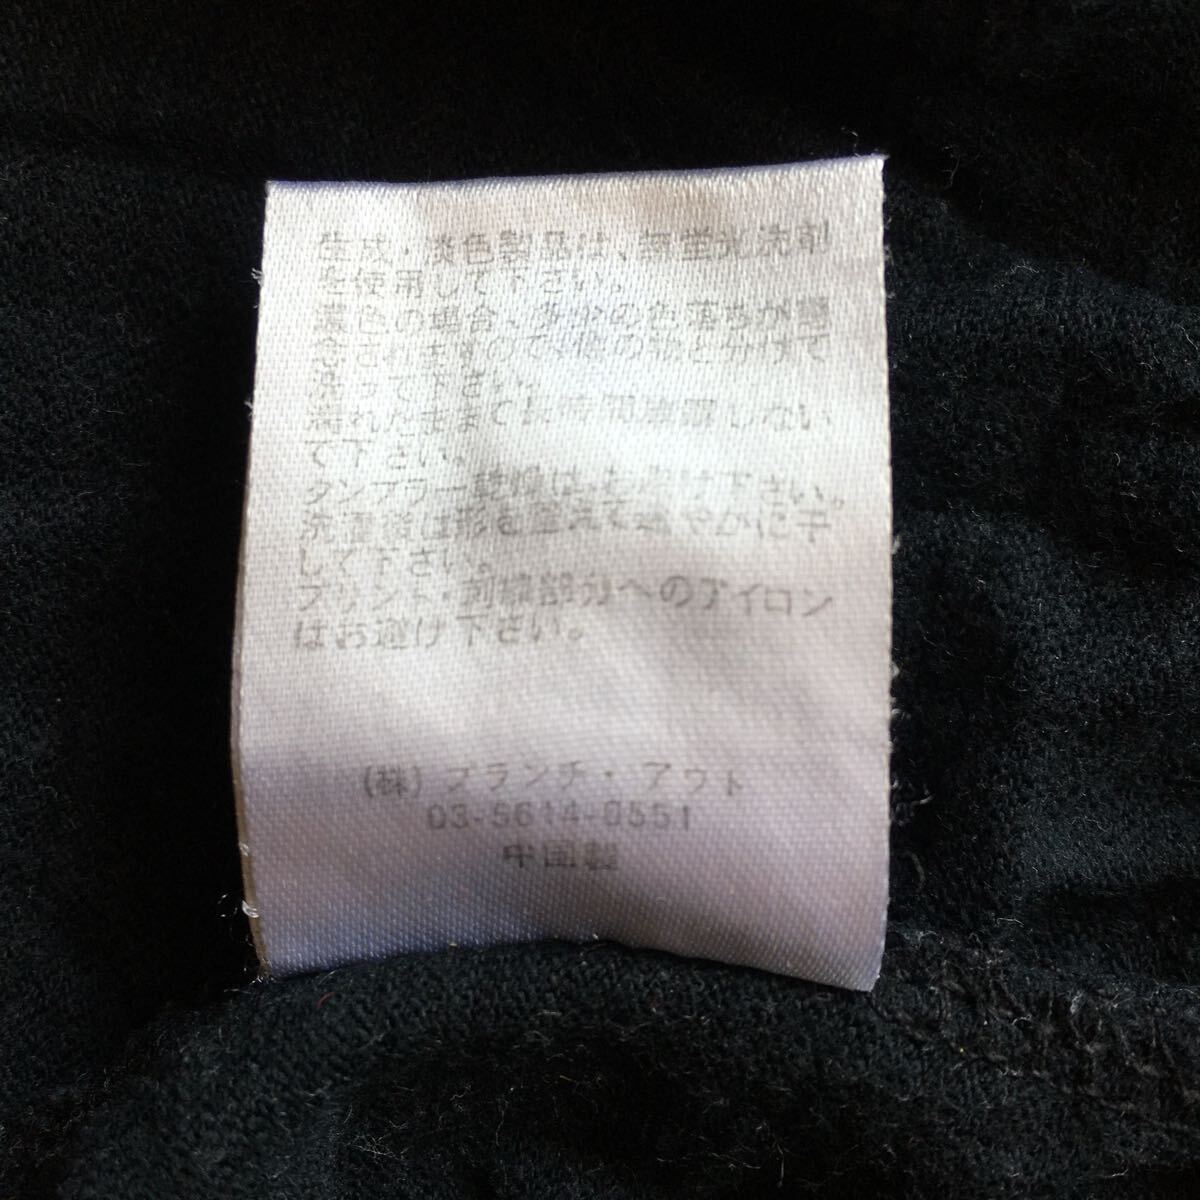 生成・淡色製品は、無蛍光洗剤
を使用して下さい。
濃色の場合、多少の色落ちが懸
念されますので、他の物と分けて
洗って下さい。
濡れたままで長時間放置しない
で下さい。
タンブラー乾燥はお避け下さい。
洗濯後は形を整えて速やかに干
して下さい。
プリント・刺繍部分へのアイロン
はお避け下さい。
(株)ブランチ・アウト
03-5614-0551
中国製